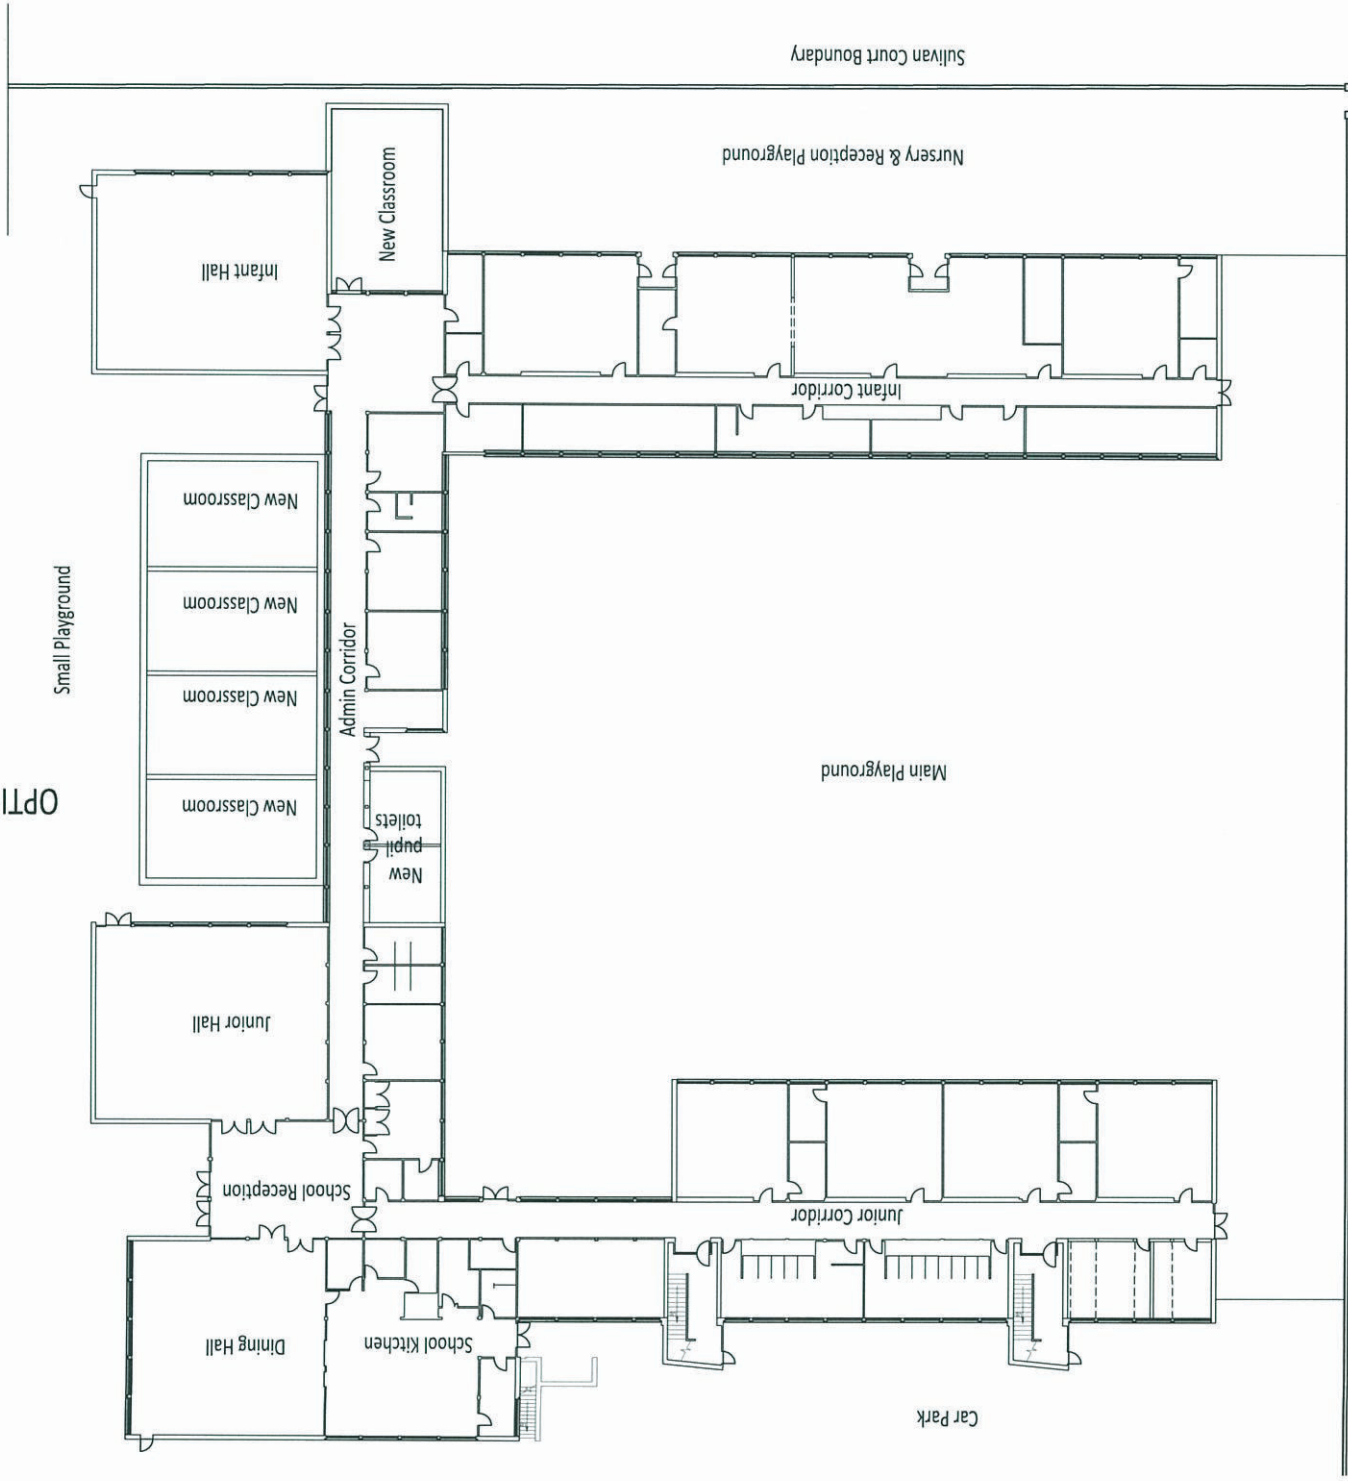 Sulivan Court Boundary
Nursery & Reception Playground
New Classroom
Infant Hall
Infant Corridor
New Classroom
New Classroom
New Classroom
New Classroom
Small Playground
Admin Corridor
OPTI
Main Playground
New
pupil
toilets
Junior Hall
School Reception
Junior Corridor
Dining Hall
School Kitchen
Car Park